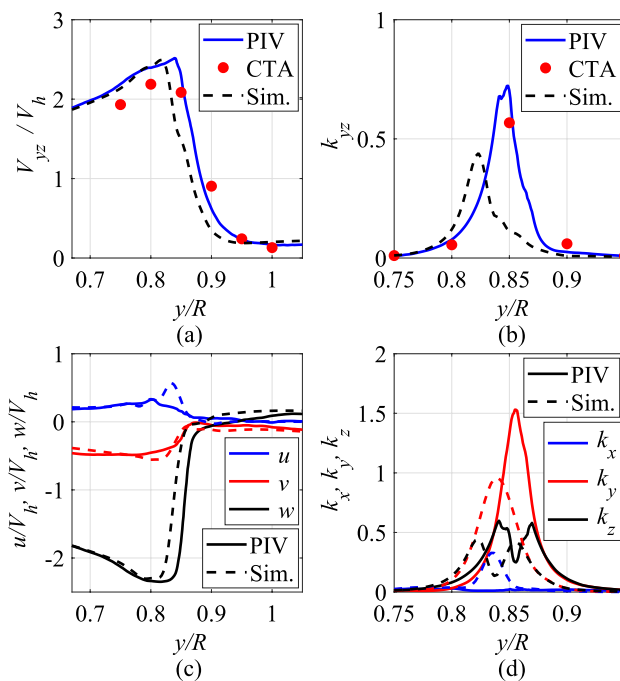 3
2
1
0
V_yz / V_h
0.7 0.8 0.9 1
y/R
(a)
PIV
CTA
Sim.
1
0.5
0
k_yz
0.75 0.8 0.85 0.9
y/R
(b)
PIV
CTA
Sim.
1
0
-1
-2
u/V_h, v/V_h, w/V_h
0.7 0.8 0.9 1
y/R
(c)
u
v
w
PIV
Sim.
2
1.5
1
0.5
0
k_x, k_y, k_z
0.75 0.8 0.85 0.9
y/R
(d)
PIV
Sim.
k_x
k_y
k_z